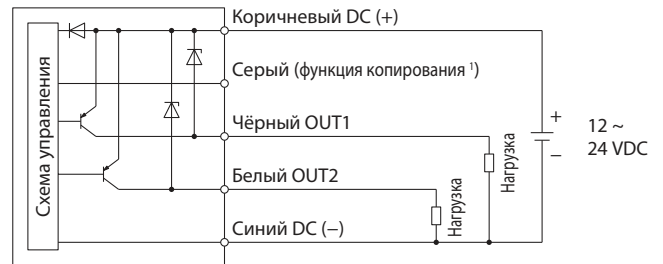 Коричневый DC (+)
Серый (функция копирования ¹)
Чёрный OUT1
Белый OUT2
Синий DC (−)
Схема управления
Нагрузка
Нагрузка
+
−
12 ~
24 VDC